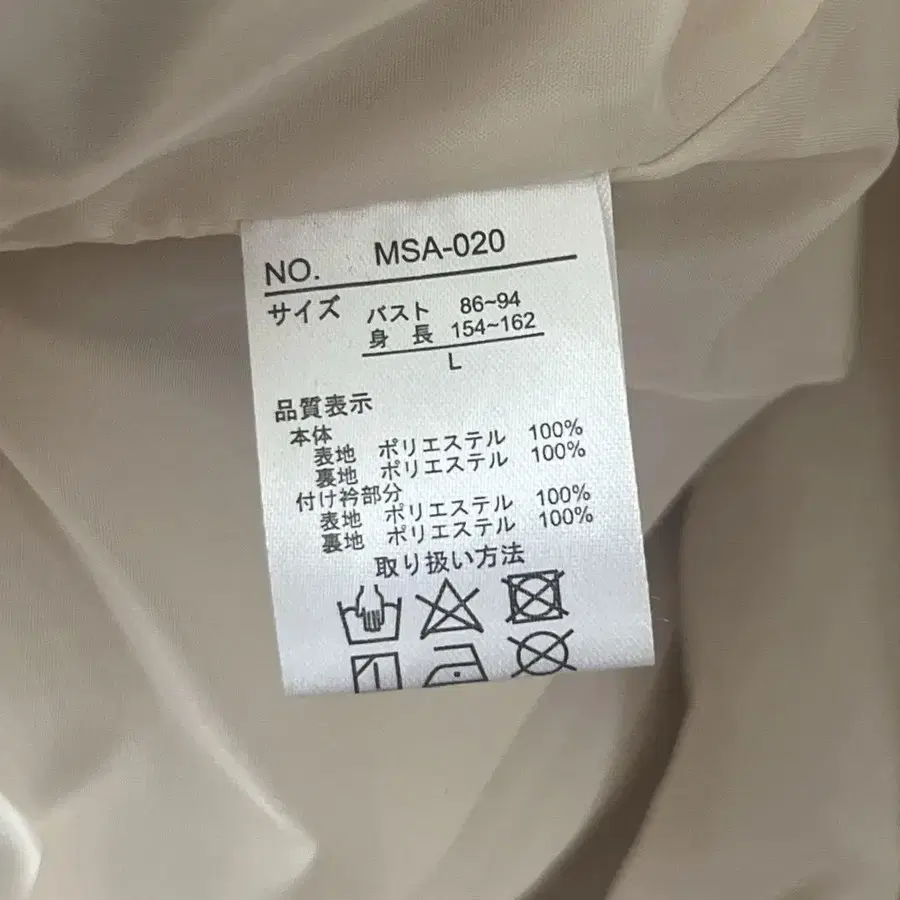 NO. MSA-020
サイズ バスト 86~94
身 長 154~162
L
品質表示
本体
表地 ポリエステル 100%
裏地 ポリエステル 100%
付け衿部分
表地 ポリエステル 100%
裏地 ポリエステル 100%
取り扱い方法